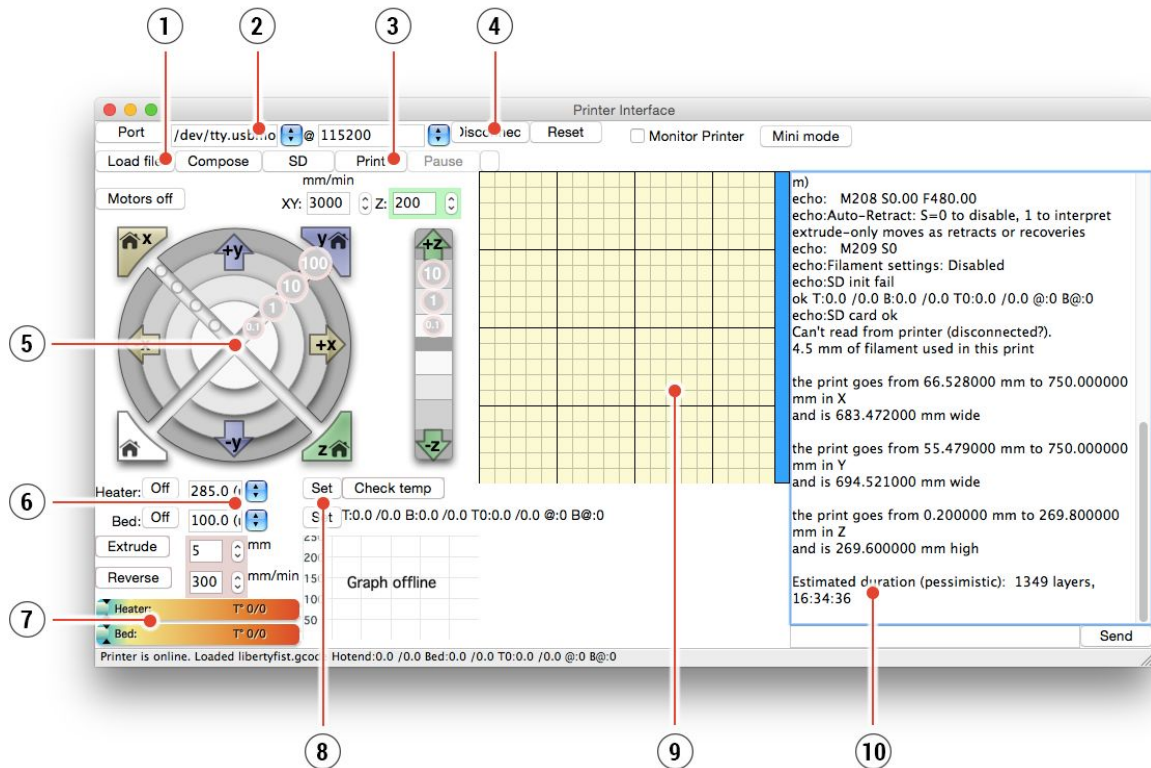 1 2 3 4
Printer Interface
Port /dev/tty.usb @ 115200 Reset Monitor Printer Mini mode
Load file Compose SD Print Pause
mm/min
Motors off XY: 3000 Z: 200
x +y y +z
100 10 1 0.1
10 1 0.1
5
-x +x
-y z -z
m)
echo: M208 S0.00 F480.00
echo:Auto-Retract: S=0 to disable, 1 to interpret
extrude-only moves as retracts or recoveries
echo: M209 S0
echo:Filament settings: Disabled
echo:SD init fail
ok T:0.0 /0.0 B:0.0 /0.0 T0:0.0 /0.0 @:0 B@:0
echo:SD card ok
Can't read from printer (disconnected?).
4.5 mm of filament used in this print
the print goes from 66.528000 mm to 750.000000
mm in X
and is 683.472000 mm wide
the print goes from 55.479000 mm to 750.000000
mm in Y
and is 694.521000 mm wide
the print goes from 0.200000 mm to 269.800000
mm in Z
and is 269.600000 mm high
Estimated duration (pessimistic): 1349 layers,
16:34:36
Send
6
Heater: Off 285.0 ( Set Check temp
Bed: Off 100.0 ( Set T:0.0 /0.0 B:0.0 /0.0 T0:0.0 /0.0 @:0 B@:0
Extrude 5 mm
Reverse 300 mm/min
150 100 50
Graph offline
7
Heater: T° 0/0
Bed: T° 0/0
Printer is online. Loaded libertyfist.gcode Hotend:0.0 /0.0 Bed:0.0 /0.0 T0:0.0 /0.0 @:0 B@:0
8 9 10